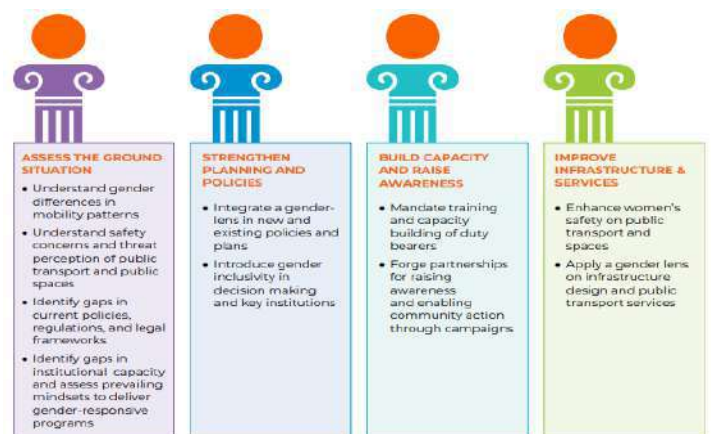 ASSESS THE GROUND
SITUATION
• Understand gender
differences in
mobility patterns
• Understand safety
concerns and threat
perception of public
transport and public
spaces
• Identify gaps in
current policies,
regulations, and legal
frameworks
• Identify gaps in
institutional capacity
and assess prevailing
mindsets to deliver
gender-responsive
programs
STRENGTHEN
PLANNING AND
POLICIES
• Integrate a gender-
lens in new and
existing policies and
plans
• Introduce gender
inclusivity in
decision making
and key institutions
BUILD CAPACITY
AND RAISE
AWARENESS
• Mandate training
and capacity
building of duty
bearers
• Forge partnerships
for raising
awareness
and enabling
community action
through campaigns
IMPROVE
INFRASTRUCTURE &
SERVICES
• Enhance women's
safety on public
transport and
spaces
• Apply a gender lens
on infrastructure
design and public
transport services